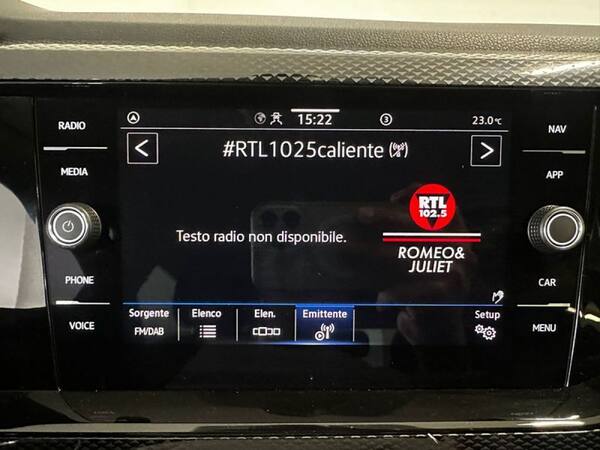 RADIO
MEDIA
PHONE
VOICE
15:22
3
23.0°C
#RTL1025caliente
Testo radio non disponibile.
RTL
102.5
ROMEO&
JULIET
Sorgente
FM/DAB
Elenco
Elen.
Emittente
Setup
NAV
APP
CAR
MENU